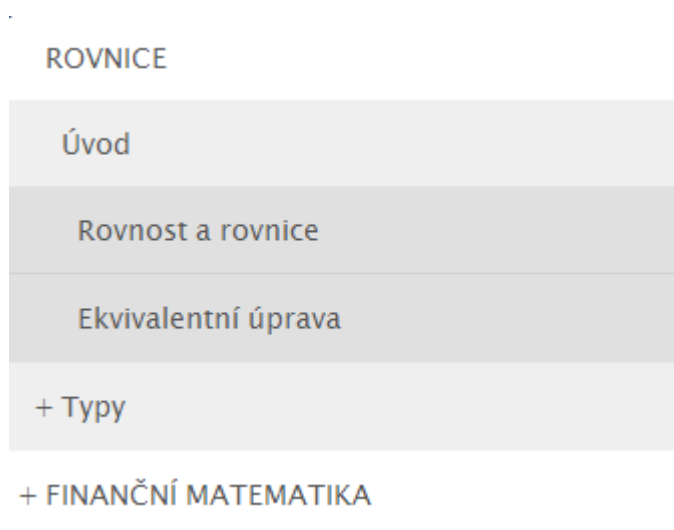 ROVNICE
Úvod
Rovnost a rovnice
Ekvivalentní úprava
+ Typy
+ FINANČNÍ MATEMATIKA